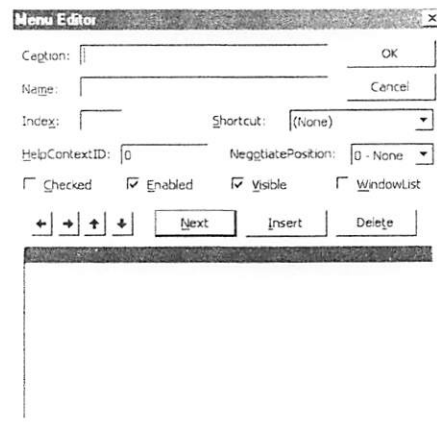 Menu Editor
Caption:
OK
Name:
Cancel
Index:
Shortcut:
(None)
HelpContextID:
0
NegotiatePosition:
0 - None
Checked
Enabled
Visible
WindowList
Next
Insert
Delete